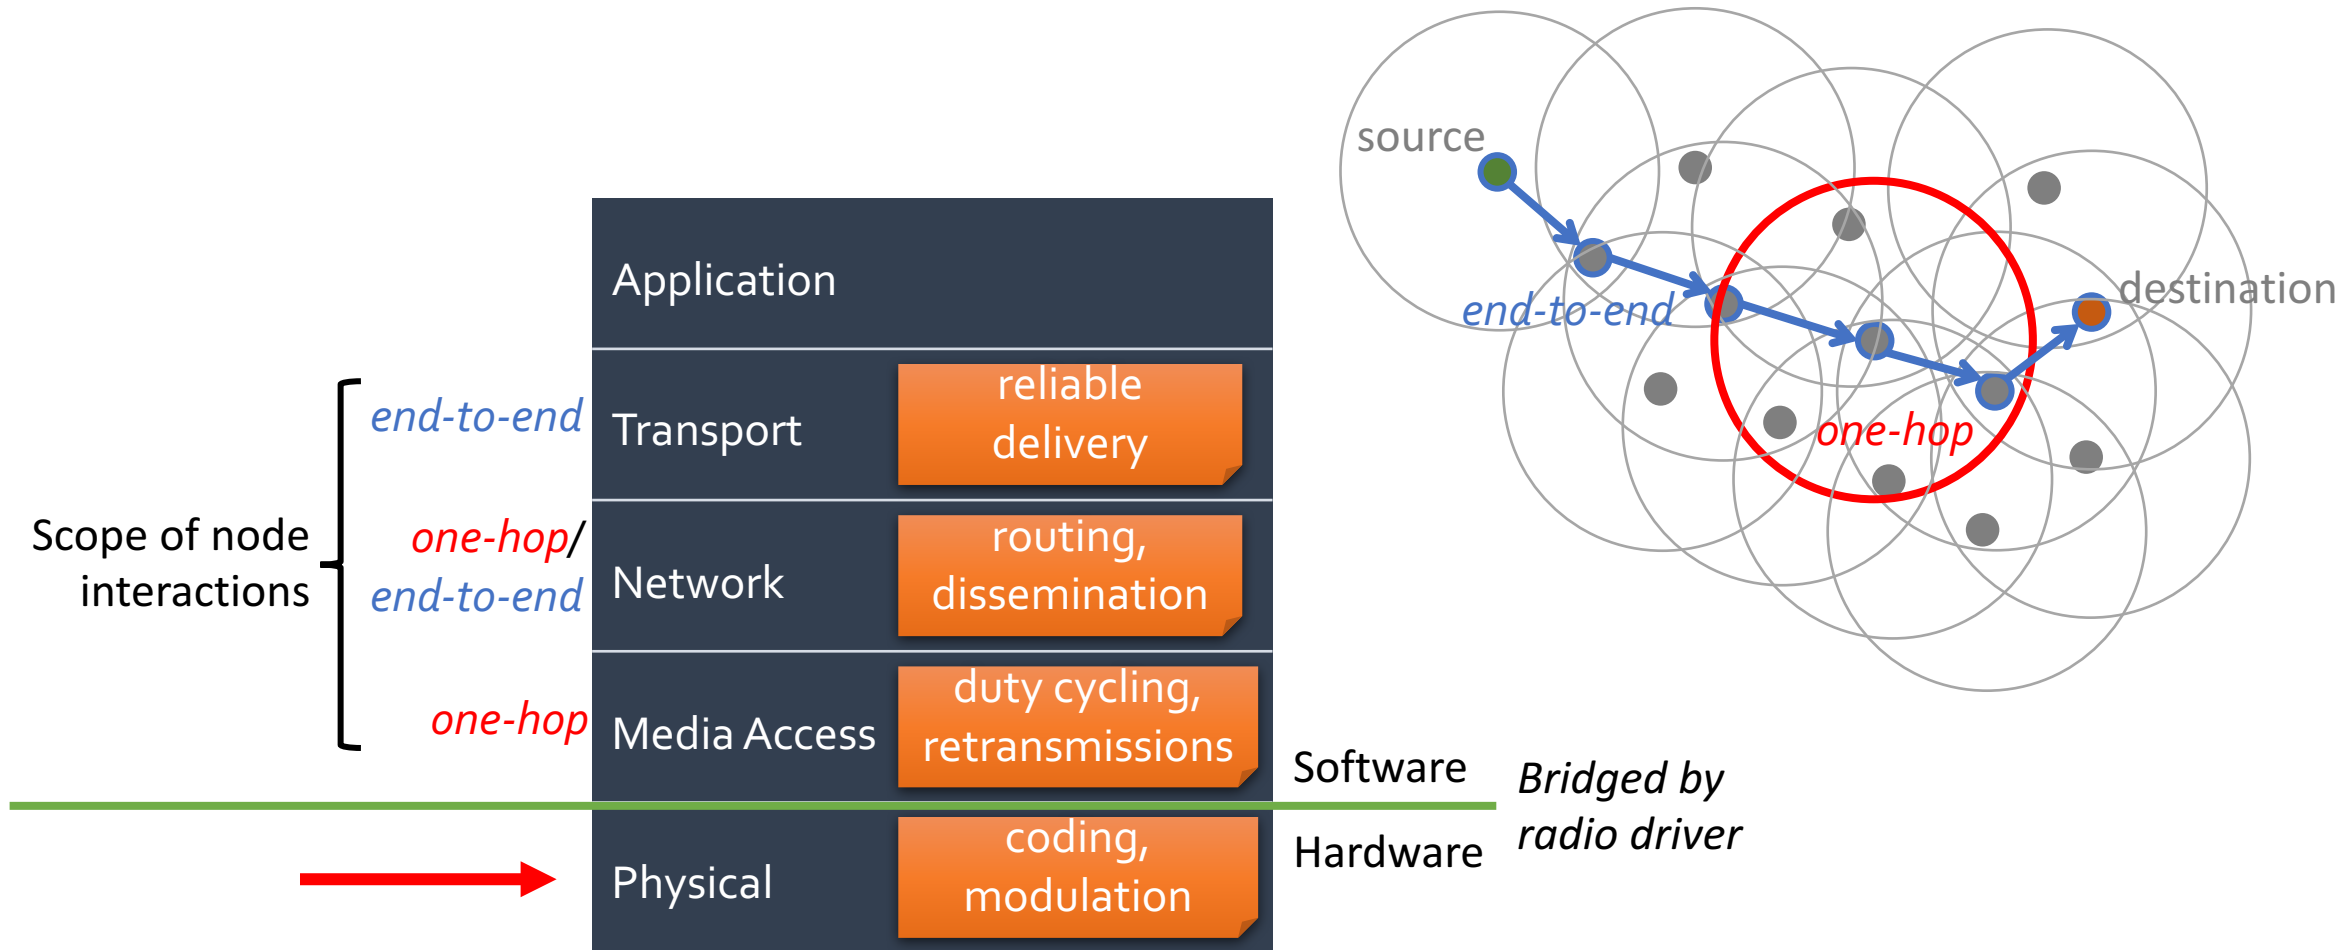 source
destination
end-to-end
one-hop
Application
Transport
reliable
delivery
Network
routing,
dissemination
Media Access
duty cycling,
retransmissions
Physical
coding,
modulation
Scope of node
interactions
end-to-end
one-hop/
end-to-end
one-hop
Software
Hardware
Bridged by
radio driver